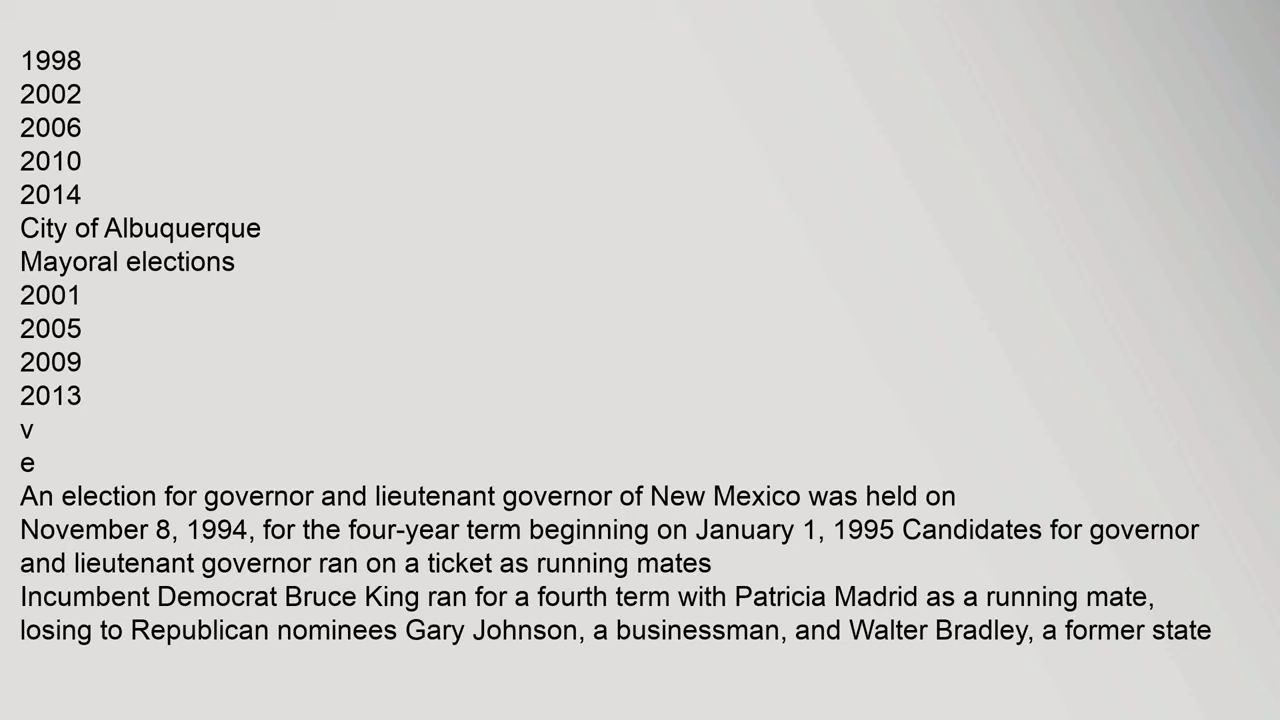 1998
2002
2006
2010
2014
City of Albuquerque
Mayoral elections
2001
2005
2009
2013
v
e
An election for governor and lieutenant governor of New Mexico was held on
November 8, 1994, for the four-year term beginning on January 1, 1995 Candidates for governor
and lieutenant governor ran on a ticket as running mates
Incumbent Democrat Bruce King ran for a fourth term with Patricia Madrid as a running mate,
losing to Republican nominees Gary Johnson, a businessman, and Walter Bradley, a former state